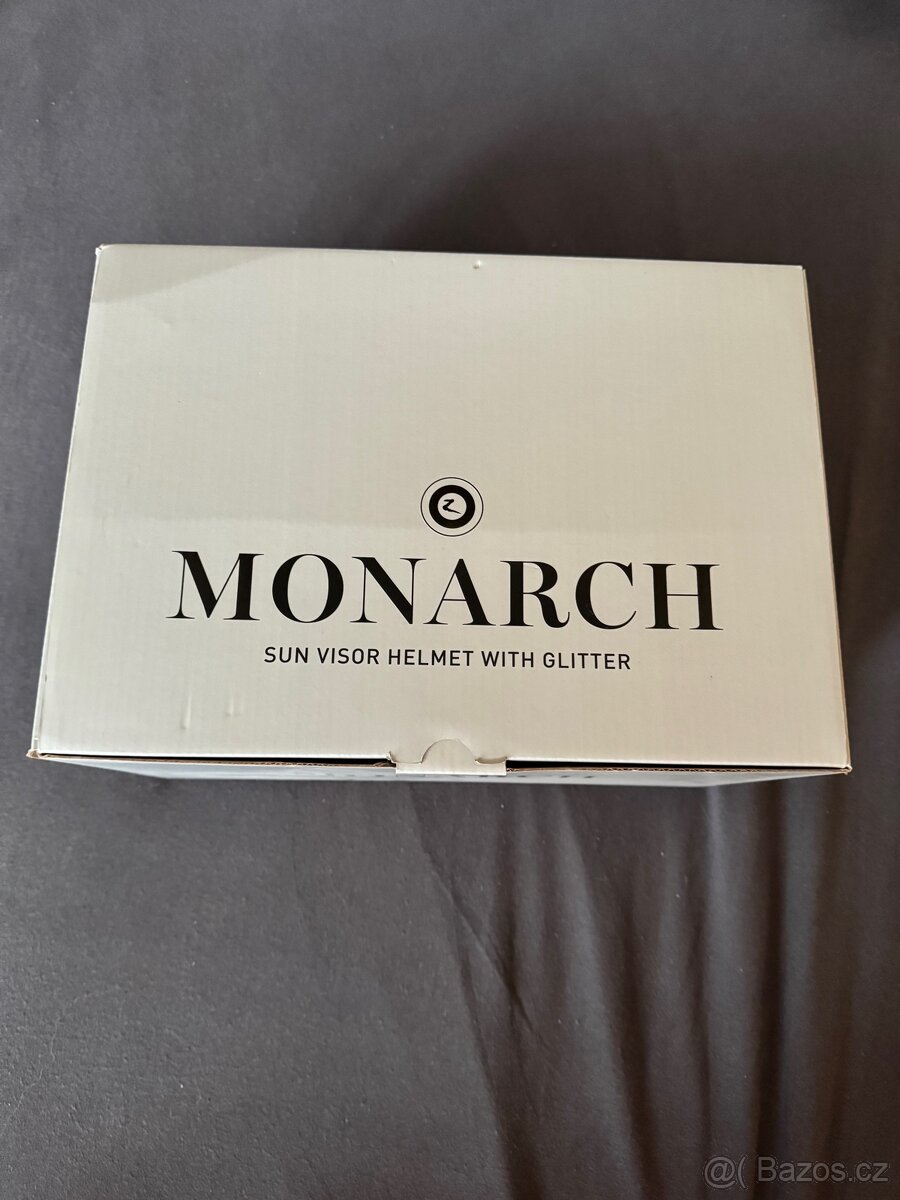 MONARCH
SUN VISOR HELMET WITH GLITTER
@( Bazos.cz